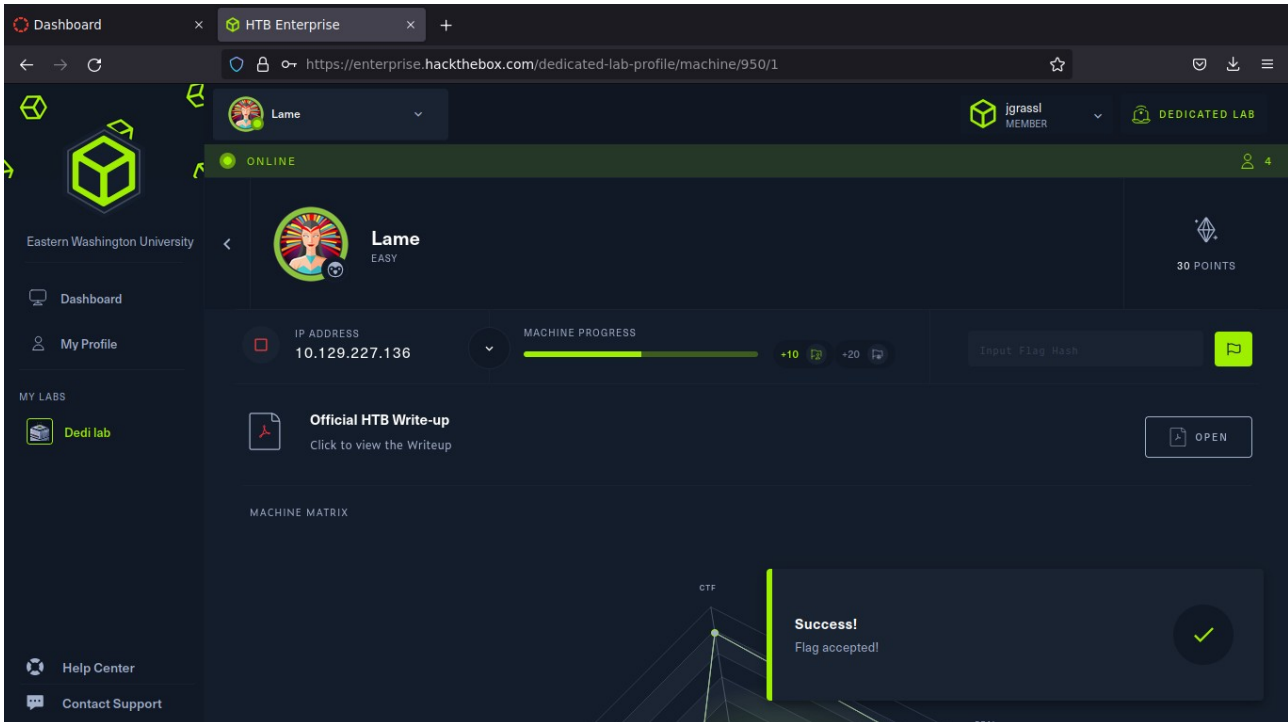 Dashboard
HTB Enterprise
https://enterprise.hackthebox.com/dedicated-lab-profile/machine/950/1
Lame
jgrassl
MEMBER
DEDICATED LAB
ONLINE
4
Eastern Washington University
Lame
EASY
30 POINTS
Dashboard
My Profile
MY LABS
Dedi lab
IP ADDRESS
10.129.227.136
MACHINE PROGRESS
+10
+20
Input Flag Hash
Official HTB Write-up
Click to view the Writeup
OPEN
MACHINE MATRIX
CTF
Success!
Flag accepted!
Help Center
Contact Support